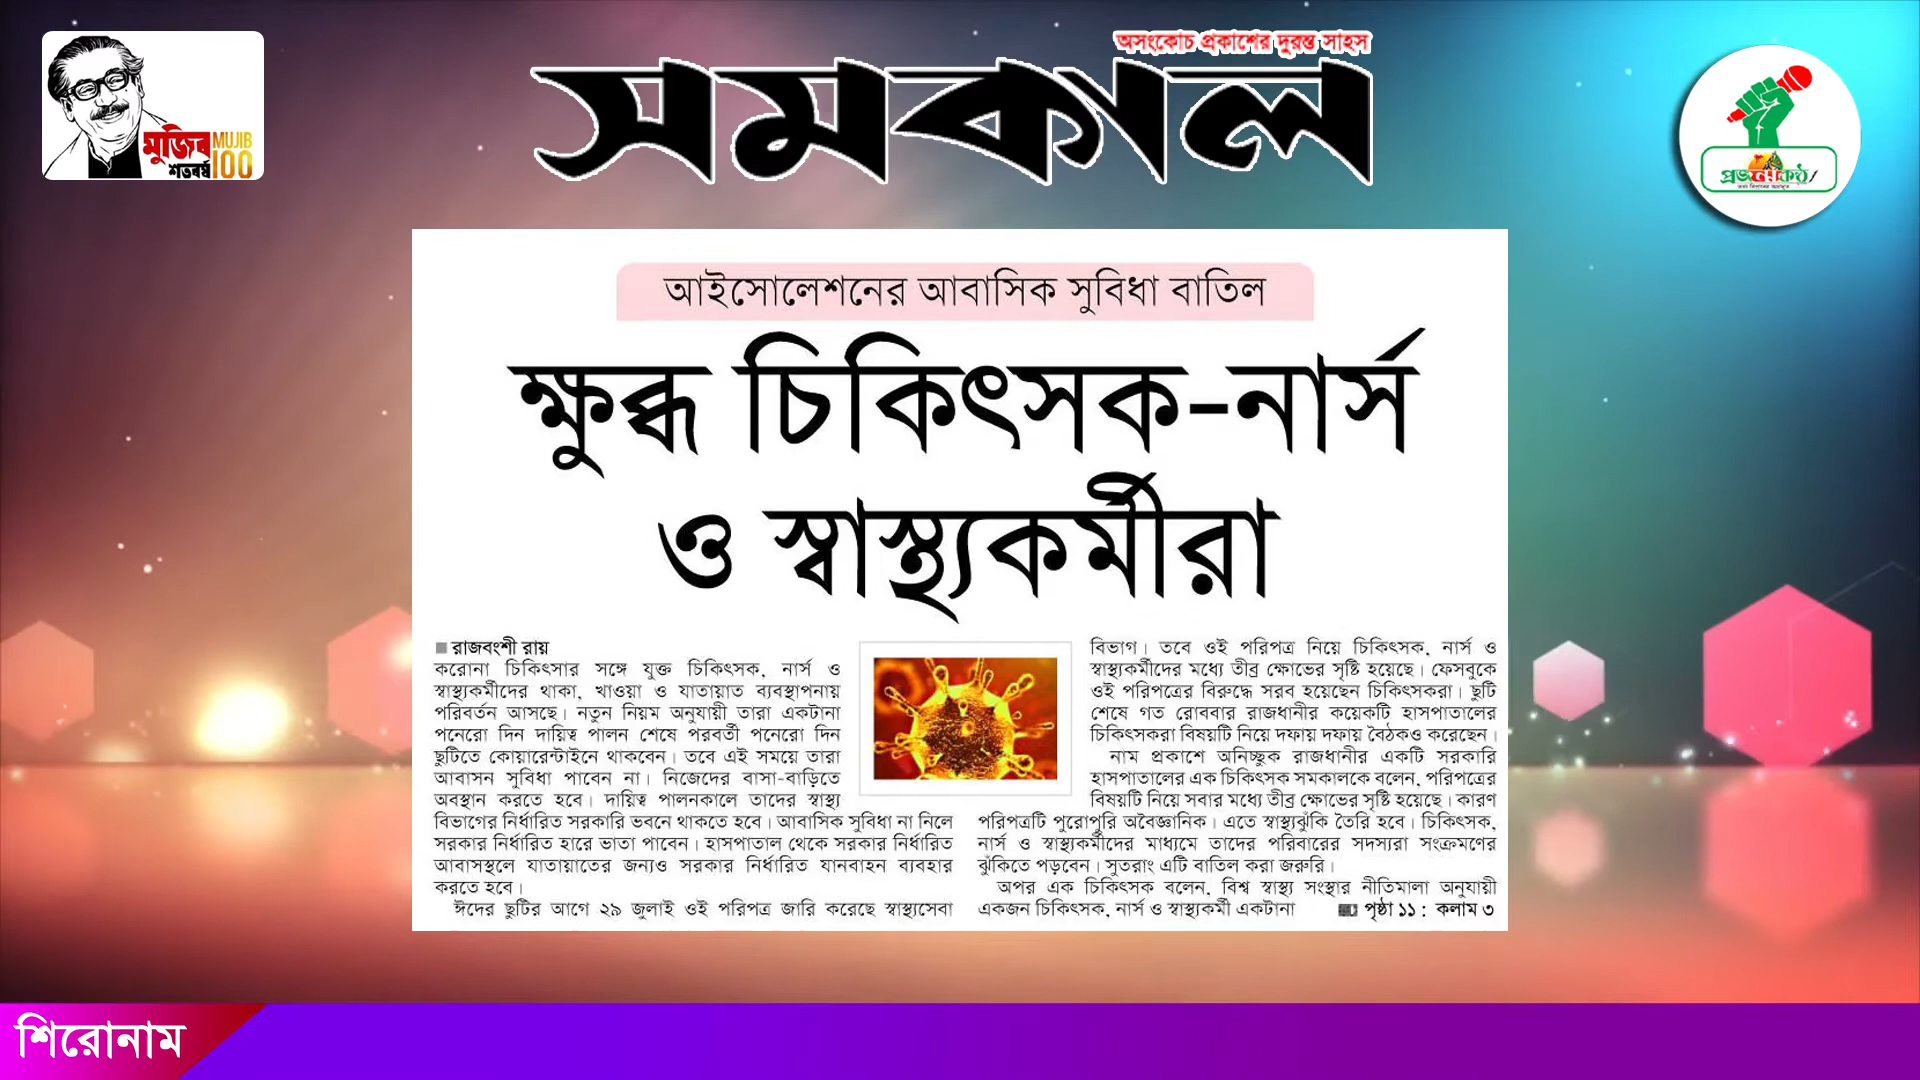 অসংকোচ প্রকাশের দুরন্ত সাহস
সমকাল
মুজিব
শতবর্ষ
MUJIB
100
আইসোলেশনের আবাসিক সুবিধা বাতিল
ক্ষুব্ধ চিকিৎসক-নার্স
ও স্বাস্থ্যকর্মীরা
রাজবংশী রায়
করোনা চিকিৎসার সঙ্গে যুক্ত চিকিৎসক, নার্স ও
স্বাস্থ্যকর্মীদের থাকা, খাওয়া ও যাতায়াত ব্যবস্থাপনায়
পরিবর্তন আসছে। নতুন নিয়ম অনুযায়ী তারা একটানা
পনেরো দিন দায়িত্ব পালন শেষে পরবর্তী পনেরো দিন
ছুটিতে কোয়ারেন্টাইনে থাকবেন। তবে এই সময়ে তারা
আবাসন সুবিধা পাবেন না। নিজেদের বাসা-বাড়িতে
অবস্থান করতে হবে। দায়িত্ব পালনকালে তাদের স্বাস্থ্য
বিভাগের নির্ধারিত সরকারি ভবনে থাকতে হবে। আবাসিক সুবিধা না নিলে
সরকার নির্ধারিত হারে ভাতা পাবেন। হাসপাতাল থেকে সরকার নির্ধারিত
আবাসস্থলে যাতায়াতের জন্যও সরকার নির্ধারিত যানবাহন ব্যবহার
করতে হবে।
ঈদের ছুটির আগে ২৯ জুলাই ওই পরিপত্র জারি করেছে স্বাস্থ্যসেবা
বিভাগ। তবে ওই পরিপত্র নিয়ে চিকিৎসক, নার্স ও
স্বাস্থ্যকর্মীদের মধ্যে তীব্র ক্ষোভের সৃষ্টি হয়েছে। ফেসবুকে
ওই পরিপত্রের বিরুদ্ধে সরব হয়েছেন চিকিৎসকরা। ছুটি
শেষে গত রোববার রাজধানীর কয়েকটি হাসপাতালের
চিকিৎসকরা বিষয়টি নিয়ে দফায় দফায় বৈঠকও করেছেন।
নাম প্রকাশে অনিচ্ছুক রাজধানীর একটি সরকারি
হাসপাতালের এক চিকিৎসক সমকালকে বলেন, পরিপত্রের
বিষয়টি নিয়ে সবার মধ্যে তীব্র ক্ষোভের সৃষ্টি হয়েছে। কারণ
পরিপত্রটি পুরোপুরি অবৈজ্ঞানিক। এতে স্বাস্থ্যঝুঁকি তৈরি হবে। চিকিৎসক,
নার্স ও স্বাস্থ্যকর্মীদের মাধ্যমে তাদের পরিবারের সদস্যরা সংক্রমণের
ঝুঁকিতে পড়বেন। সুতরাং এটি বাতিল করা জরুরি।
অপর এক চিকিৎসক বলেন, বিশ্ব স্বাস্থ্য সংস্থার নীতিমালা অনুযায়ী
একজন চিকিৎসক, নার্স ও স্বাস্থ্যকর্মী একটানা
পৃষ্ঠা ১১ : কলাম ৩
শিরোনাম